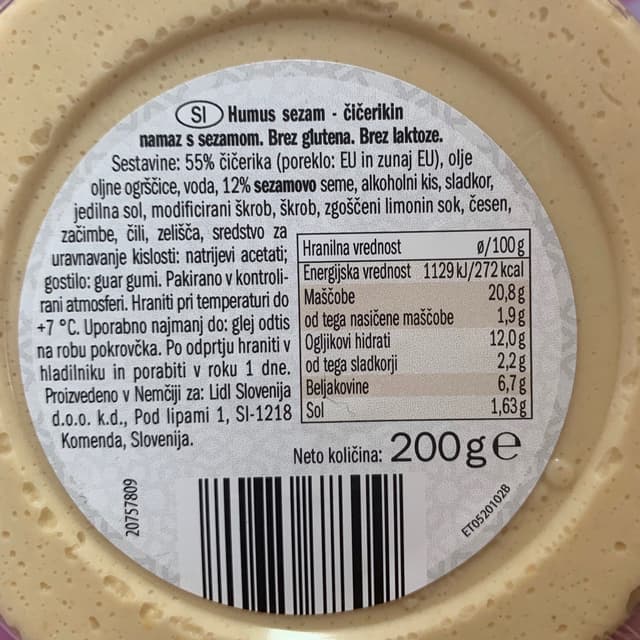 SI Humus sezam - čičerikin
namaz s sezamom. Brez glutena. Brez laktoze.
Sestavine: 55% čičerika (poreklo: EU in zunaj EU), olje
oljne ogrščice, voda, 12% sezamovo seme, alkoholni kis, sladkor,
jedilna sol, modificirani škrob, škrob, zgoščeni limonin sok, česen,
začimbe, čili, zelišča, sredstvo za
uravnavanje kislosti: natrijevi acetati;
gostilo: guar gumi. Pakirano v kontroli-
rani atmosferi. Hraniti pri temperaturi do
+7 °C. Uporabno najmanj do: glej odtis
na robu pokrovčka. Po odprtju hraniti v
hladilniku in porabiti v roku 1 dne.
Proizvedeno v Nemčiji za: Lidl Slovenija
d.o.o. k.d., Pod lipami 1, SI-1218
Komenda, Slovenija.
Hranilna vrednost ø/100 g
Energijska vrednost 1129 kJ/272 kcal
Maščobe 20,8 g
od tega nasičene maščobe 1,9 g
Ogljikovi hidrati 12,0 g
od tega sladkorji 2,2 g
Beljakovine 6,7 g
Sol 1,63 g
Neto količina: 200 g e
20757809
ET05201028